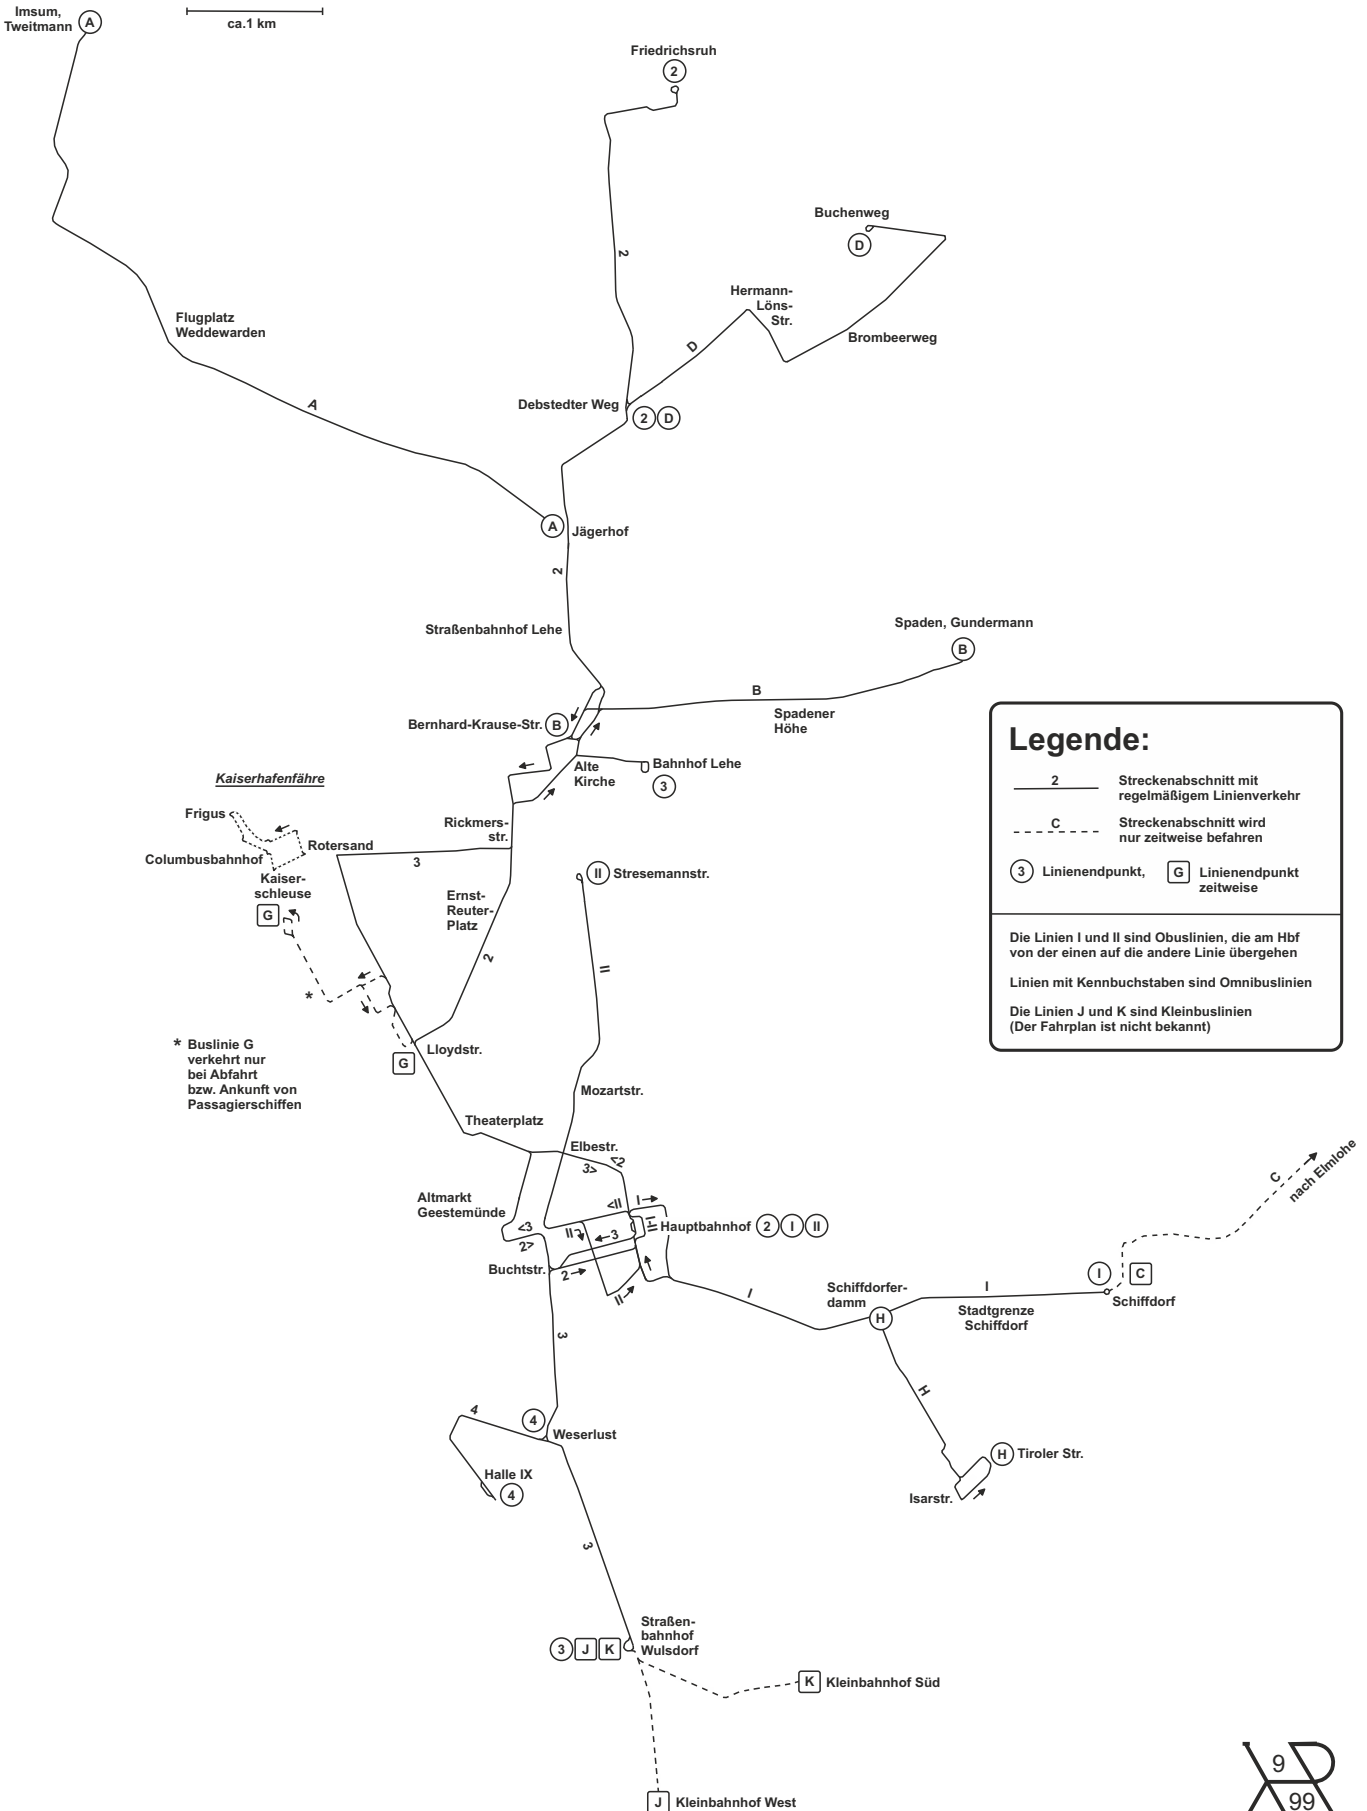 Imsum,
Tweitmann
A
ca.1 km
Friedrichsruh
2
2
Buchenweg
D
Hermann-
Löns-
Str.
Brombeerweg
D
Flugplatz
Weddewarden
A
Debstedter Weg
2 D
A
Jägerhof
2
Straßenbahnhof Lehe
Spaden, Gundermann
B
B
Spadener
Höhe
Bernhard-Krause-Str. B
Alte
Kirche
Bahnhof Lehe
3
Kaiserhafenfähre
Frigus
Columbusbahnhof
Rotersand
Kaiser-
schleuse
G
3
Rickmers-
str.
Ernst-
Reuter-
Platz
2
II Stresemannstr.
II
*
* Buslinie G
verkehrt nur
bei Abfahrt
bzw. Ankunft von
Passagierschiffen
G
Lloydstr.
Mozartstr.
Theaterplatz
Elbestr.
3>
<2
Altmarkt
Geestemünde
<3
2>
<II
I
I+II
II
3
Hauptbahnhof 2 I II
Buchtstr.
2
II
I
Schiffdorfer-
damm
H
I
Stadtgrenze
Schiffdorf
I C
Schiffdorf
C
nach Elmlohe
3
H
4
4
Weserlust
Halle IX
4
H Tiroler Str.
Isarstr.
3
Straßen-
bahnhof
Wulsdorf
3 J K
K Kleinbahnhof Süd
J Kleinbahnhof West
Legende:
2
Streckenabschnitt mit
regelmäßigem Linienverkehr
C
Streckenabschnitt wird
nur zeitweise befahren
3 Linienendpunkt,
G Linienendpunkt
zeitweise
Die Linien I und II sind Obuslinien, die am Hbf
von der einen auf die andere Linie übergehen
Linien mit Kennbuchstaben sind Omnibuslinien
Die Linien J und K sind Kleinbuslinien
(Der Fahrplan ist nicht bekannt)
9
99